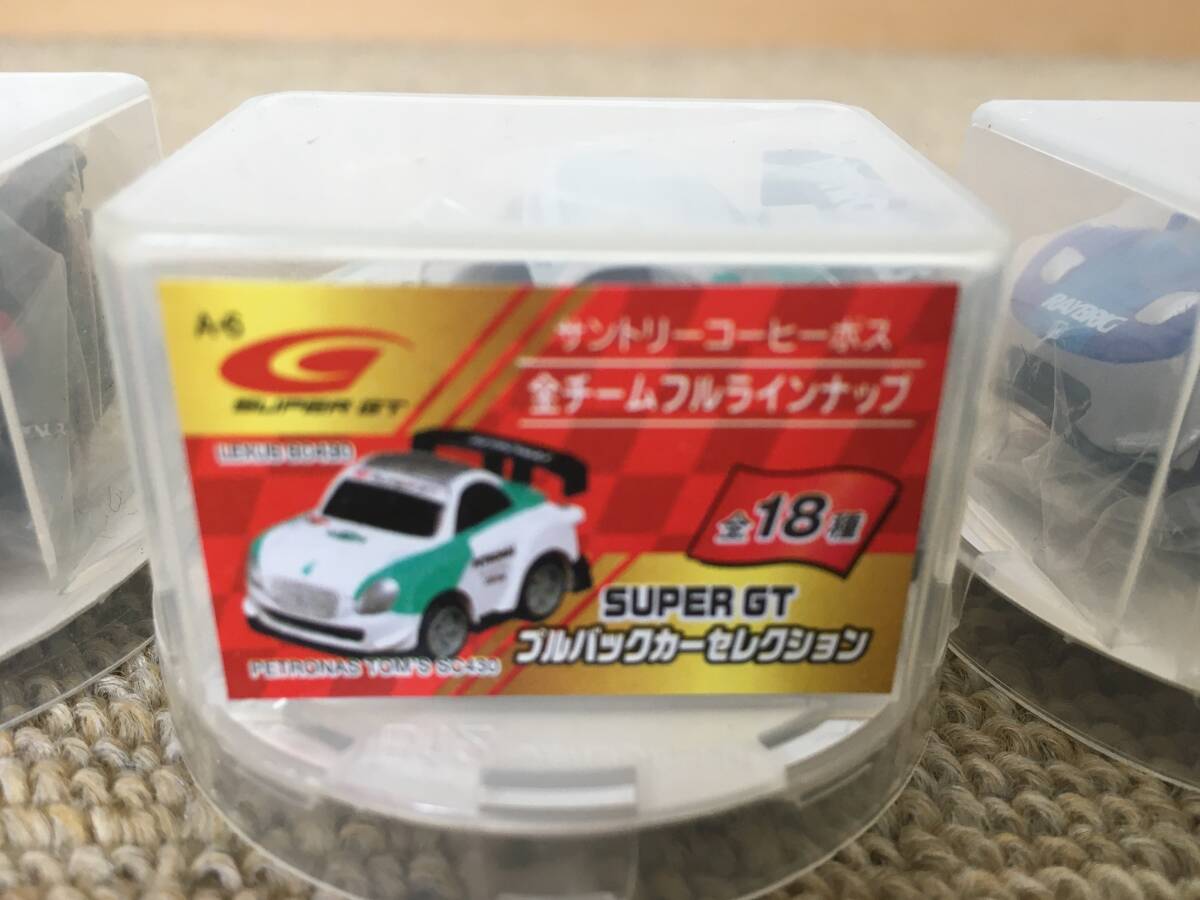 A-6
SUPER GT
サントリーコーヒーボス
全チームフルラインナップ
LEXUS SC430
全18種
SUPER GT
プルバックカーセレクション
PETRONAS TOM'S SC430
RAYBRIG